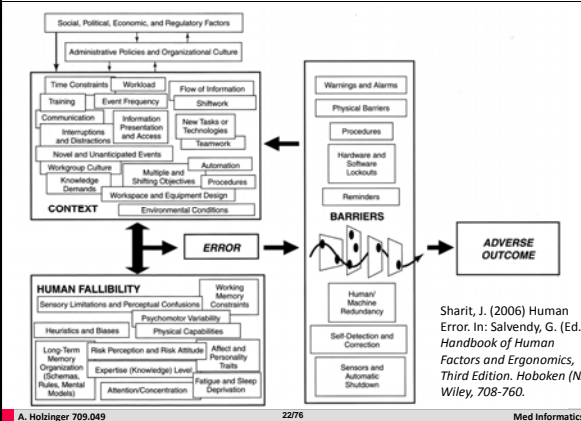 Social, Political, Economic, and Regulatory Factors
Administrative Policies and Organizational Culture
Time Constraints
Workload
Flow of Information
Training
Event Frequency
Shiftwork
Communication
Information
Presentation
and Access
New Tasks or
Technologies
Interruptions
and Distractions
Teamwork
Novel and Unanticipated Events
Workgroup Culture
Multiple and
Shifting Objectives
Automation
Knowledge
Demands
Procedures
Workspace and Equipment Design
CONTEXT
Environmental Conditions
ERROR
HUMAN FALLIBILITY
Working
Memory
Constraints
Sensory Limitations and Perceptual Confusions
Psychomotor Variability
Heuristics and Biases
Physical Capabilities
Long-Term
Memory
Organization
(Schemas,
Rules, Mental
Models)
Risk Perception and Risk Attitude
Affect and
Personality
Traits
Expertise (Knowledge) Level
Attention/Concentration
Fatigue and Sleep
Deprivation
Warnings and Alarms
Physical Barriers
Procedures
Hardware and
Software
Lockouts
Reminders
BARRIERS
Human/
Machine
Redundancy
Self-Detection and
Correction
Sensors and
Automatic
Shutdown
ADVERSE
OUTCOME
Sharit, J. (2006) Human
Error. In: Salvendy, G. (Ed.
Handbook of Human
Factors and Ergonomics,
Third Edition. Hoboken (N
Wiley, 708-760.
A. Holzinger 709.049
22/76
Med Informatics